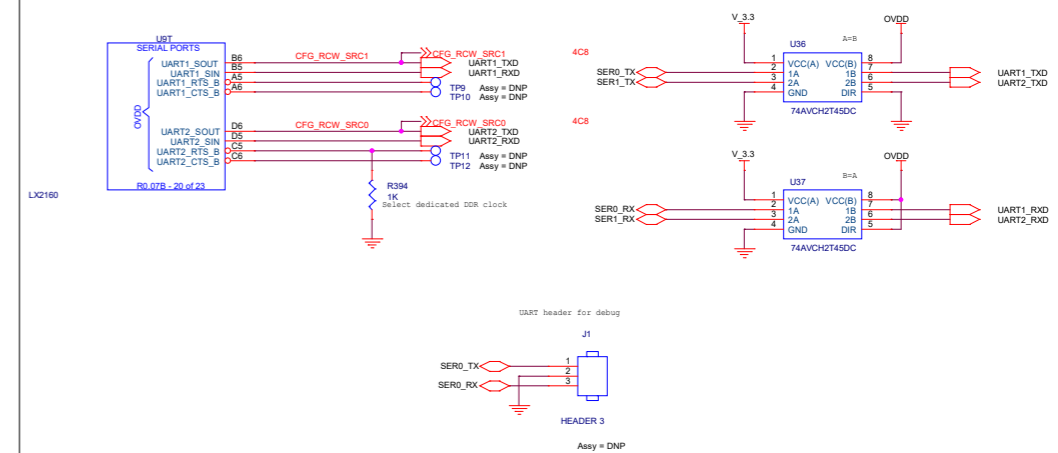 U9T
SERIAL PORTS
UART1_SOUT B6 CFG_RCW_SRC1 CFG_RCW_SRC1 4C8
UART1_TXD
UART1_SIN B5 UART1_RXD
UART1_RTS_B A5 TP9 Assy = DNP
UART1_CTS_B A6 TP10 Assy = DNP
OVDD
UART2_SOUT D6 CFG_RCW_SRC0 CFG_RCW_SRC0 4C8
UART2_TXD
UART2_SIN D5 UART2_RXD
UART2_RTS_B C5 TP11 Assy = DNP
UART2_CTS_B C6 TP12 Assy = DNP
R0.07B - 20 of 23
LX2160
R394
1K
Select dedicated DDR clock
V_3.3 OVDD
U36 A=B
1 VCC(A) VCC(B) 8
SER0_TX 2 1A 1B 7 UART1_TXD
SER1_TX 3 2A 2B 6 UART2_TXD
4 GND DIR 5
74AVCH2T45DC
V_3.3 OVDD
U37 B=A
1 VCC(A) VCC(B) 8
SER0_RX 2 1A 1B 7 UART1_RXD
SER1_RX 3 2A 2B 6 UART2_RXD
4 GND DIR 5
74AVCH2T45DC
UART header for debug
J1
SER0_TX 1
2
SER0_RX 3
HEADER 3
Assy = DNP